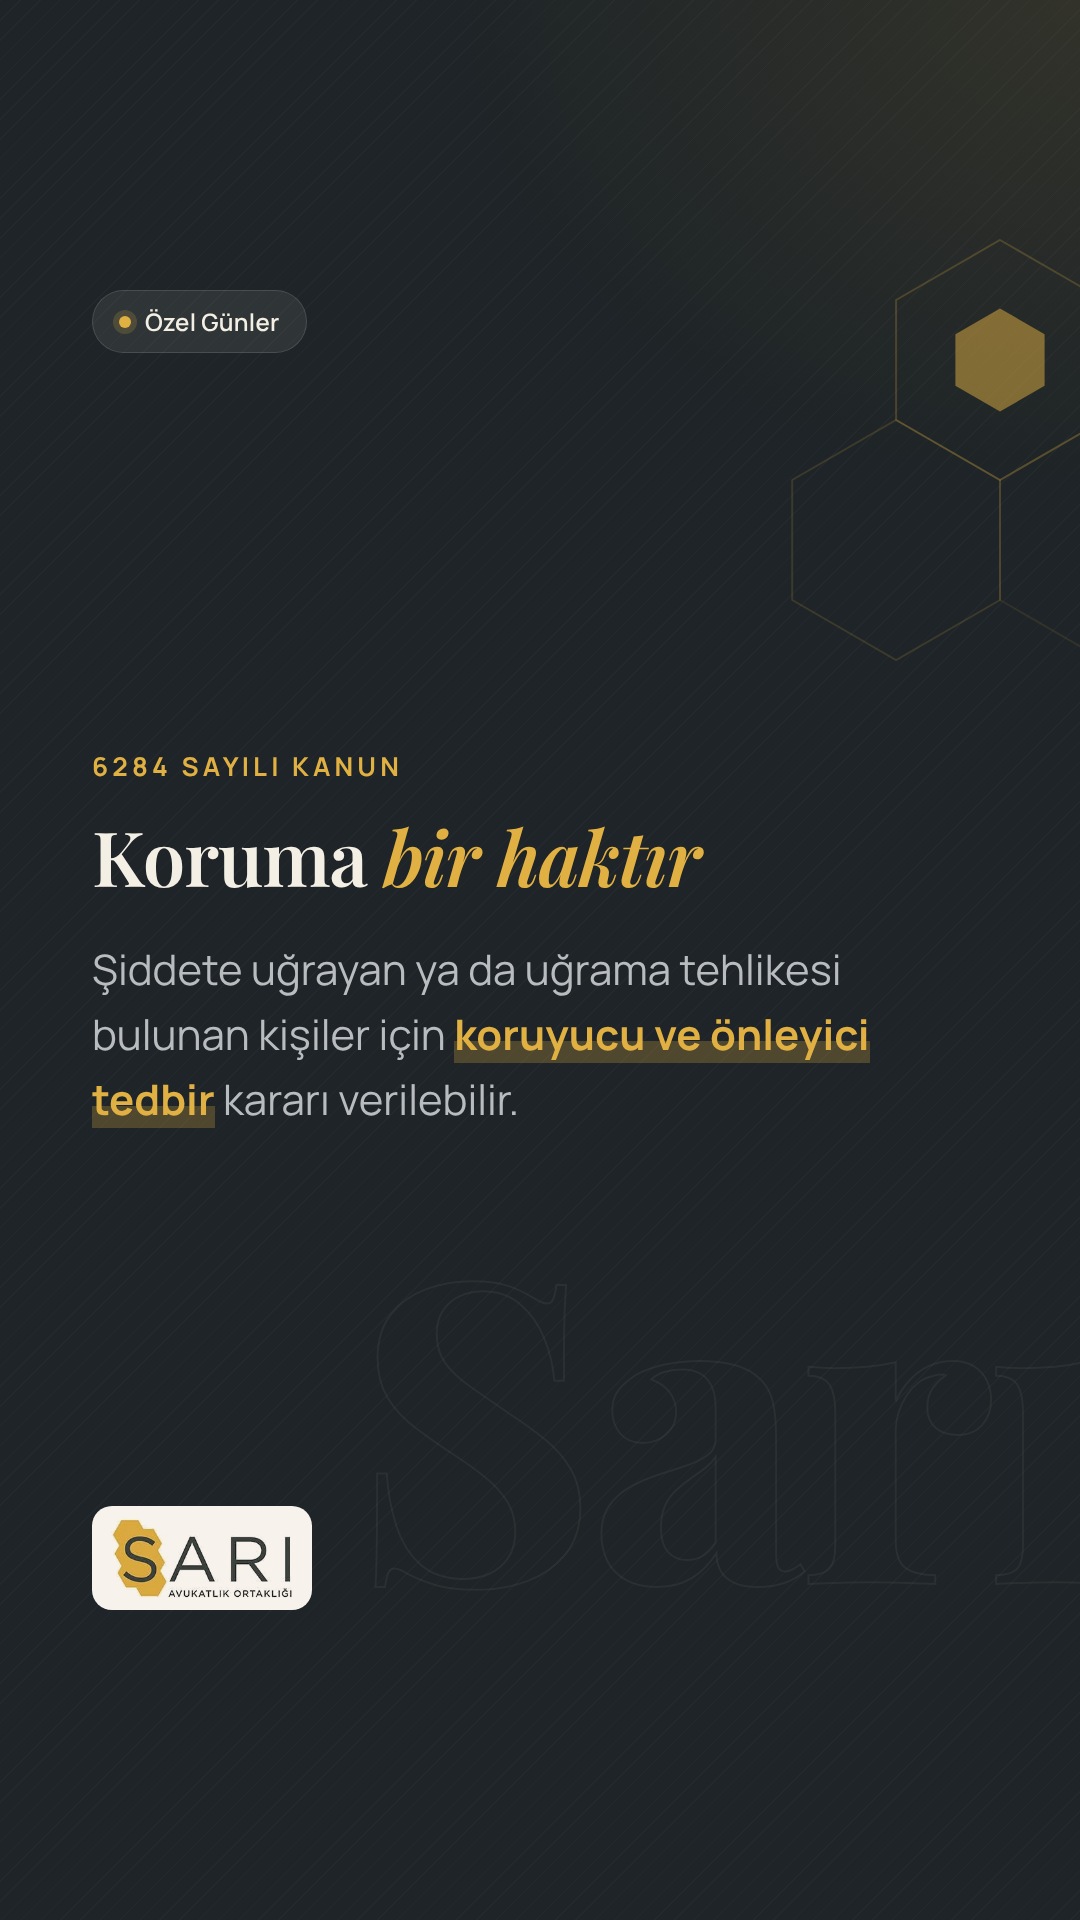 Özel Günler
6284 SAYILI KANUN
Koruma bir haktır
Şiddete uğrayan ya da uğrama tehlikesi
bulunan kişiler için koruyucu ve önleyici
tedbir kararı verilebilir.
Sarı
SARI
AVUKATLIK ORTAKLIĞI